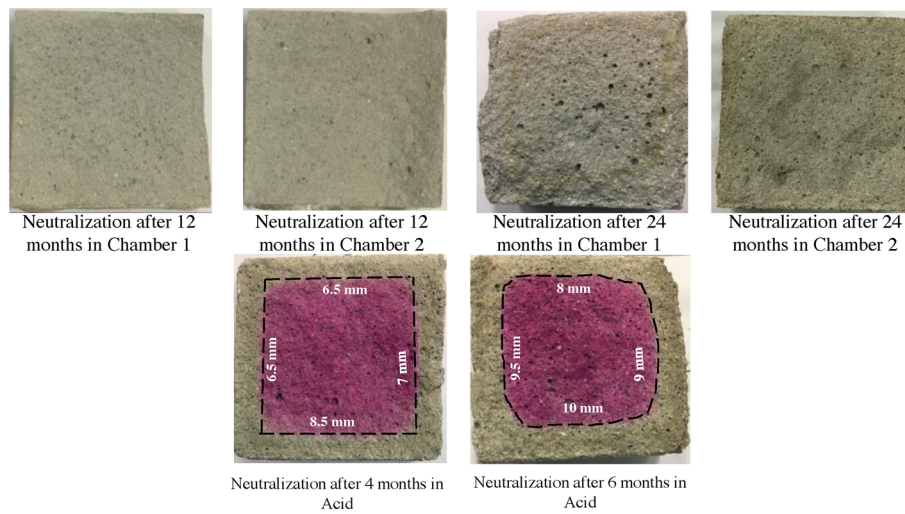 Neutralization after 12
months in Chamber 1
Neutralization after 12
months in Chamber 2
Neutralization after 24
months in Chamber 1
Neutralization after 24
months in Chamber 2
6.5 mm
6.5 mm
7 mm
8.5 mm
8 mm
9.5 mm
9 mm
10 mm
Neutralization after 4 months in
Acid
Neutralization after 6 months in
Acid